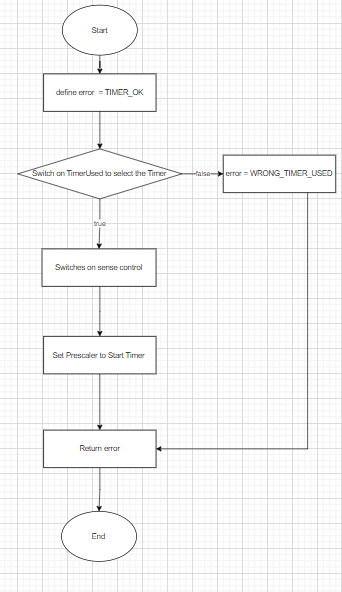 Start
define error = TIMER_OK
Switch on TimerUsed to select the Timer
false
error = WRONG_TIMER_USED
true
Switches on sense control
Set Prescaler to Start Timer
Return error
End